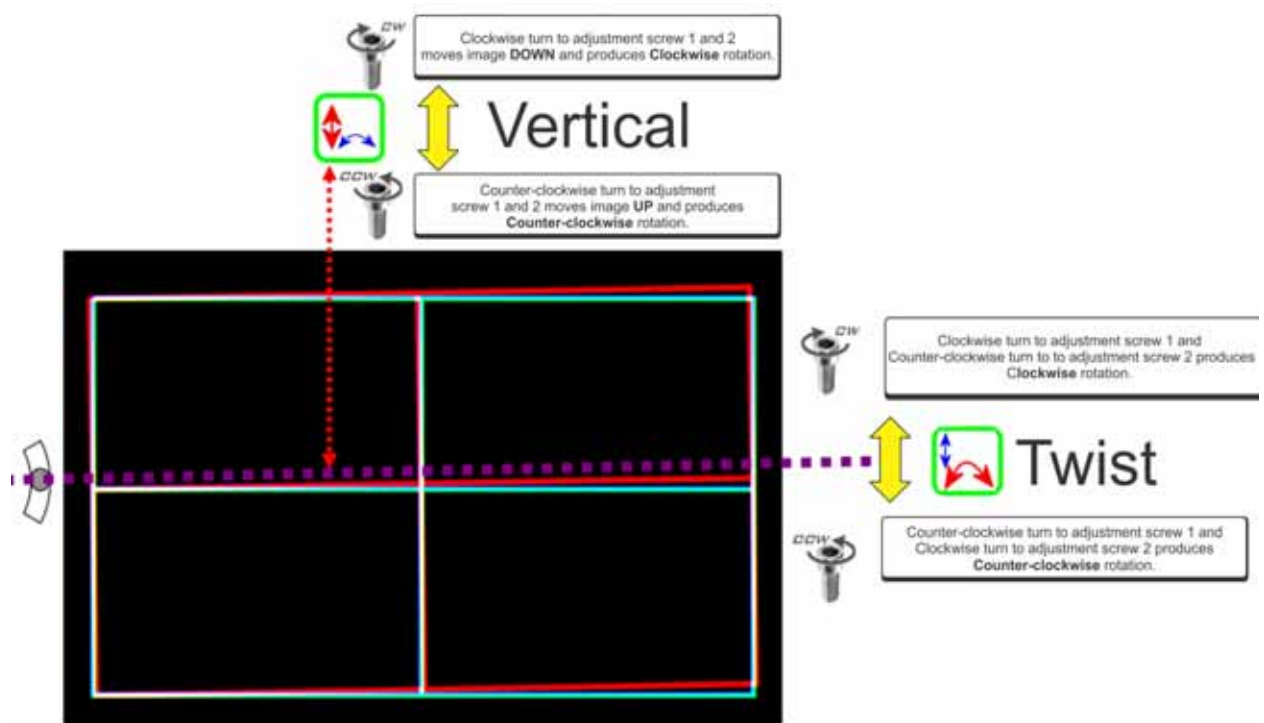 CW
Clockwise turn to adjustment screw 1 and 2
moves image DOWN and produces Clockwise rotation.
Vertical
CCW
Counter-clockwise turn to adjustment
screw 1 and 2 moves image UP and produces
Counter-clockwise rotation.
CW
Clockwise turn to adjustment screw 1 and
Counter-clockwise turn to to adjustment screw 2 produces
Clockwise rotation.
Twist
CCW
Counter-clockwise turn to adjustment screw 1 and
Clockwise turn to adjustment screw 2 produces
Counter-clockwise rotation.